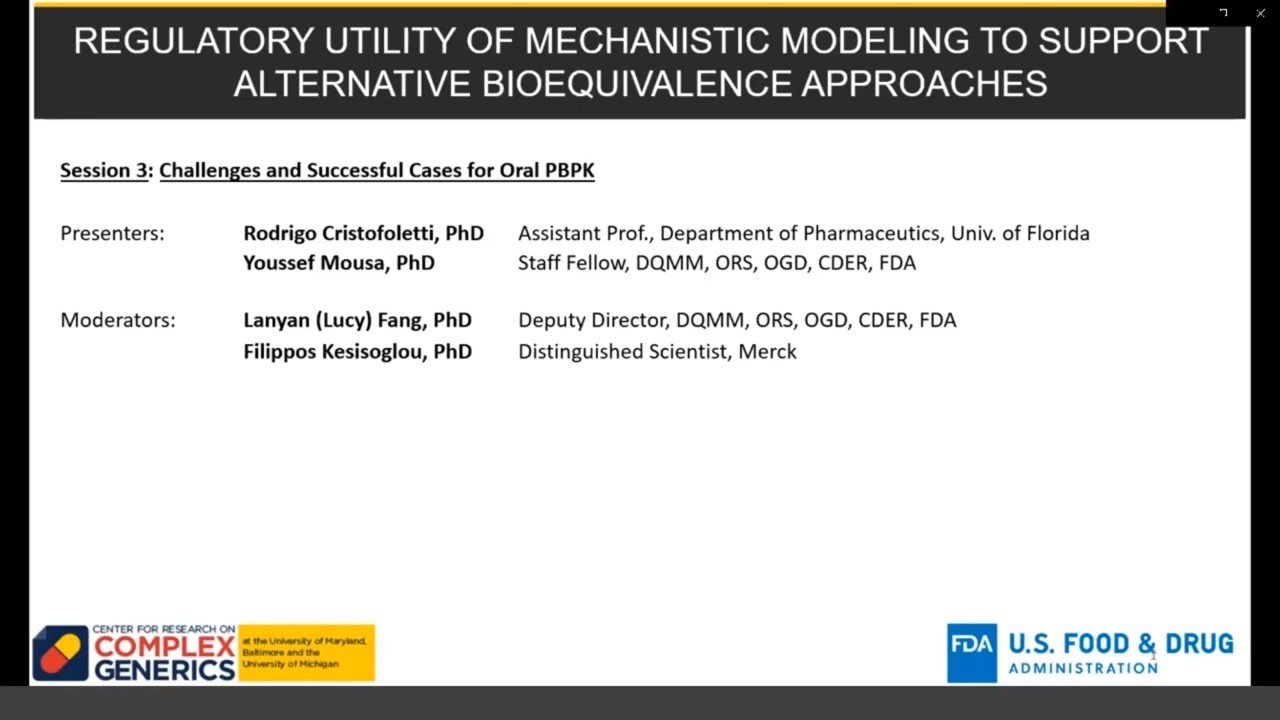 REGULATORY UTILITY OF MECHANISTIC MODELING TO SUPPORT
ALTERNATIVE BIOEQUIVALENCE APPROACHES
Session 3: Challenges and Successful Cases for Oral PBPK
Presenters: Rodrigo Cristofoletti, PhD Assistant Prof., Department of Pharmaceutics, Univ. of Florida
Youssef Mousa, PhD Staff Fellow, DQMM, ORS, OGD, CDER, FDA
Moderators: Lanyan (Lucy) Fang, PhD Deputy Director, DQMM, ORS, OGD, CDER, FDA
Filippos Kesisoglou, PhD Distinguished Scientist, Merck
CENTER FOR RESEARCH ON
COMPLEX
GENERICS
at the University of Maryland,
Baltimore and the
University of Michigan
FDA
U.S. FOOD & DRUG
ADMINISTRATION